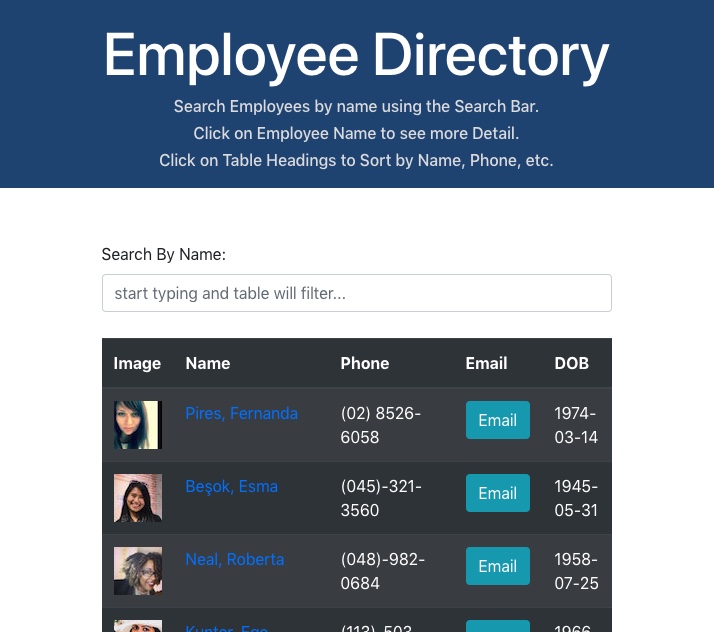 Employee Directory
Search Employees by name using the Search Bar.
Click on Employee Name to see more Detail.
Click on Table Headings to Sort by Name, Phone, etc.
Search By Name:
start typing and table will filter...
Image Name Phone Email DOB
Pires, Fernanda (02) 8526- Email 1974-
6058 03-14
Beşok, Esma (045)-321- Email 1945-
3560 05-31
Neal, Roberta (048)-982- Email 1958-
0684 07-25
(113)-503- 1966-